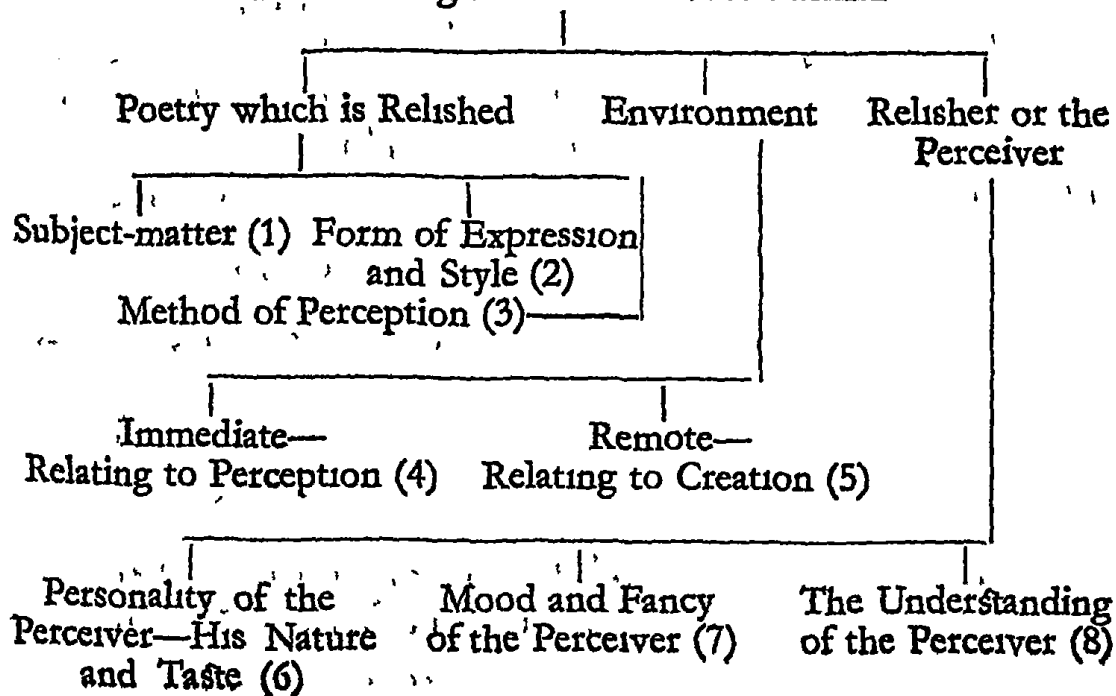 Poetry which is Relished Environment Relisher or the
Perceiver
Subject-matter (1) Form of Expression
and Style (2)
Method of Perception (3)
Immediate— Remote—
Relating to Perception (4) Relating to Creation (5)
Personality of the Mood and Fancy The Understanding
Perceiver—His Nature of the Perceiver (7) of the Perceiver (8)
and Taste (6)